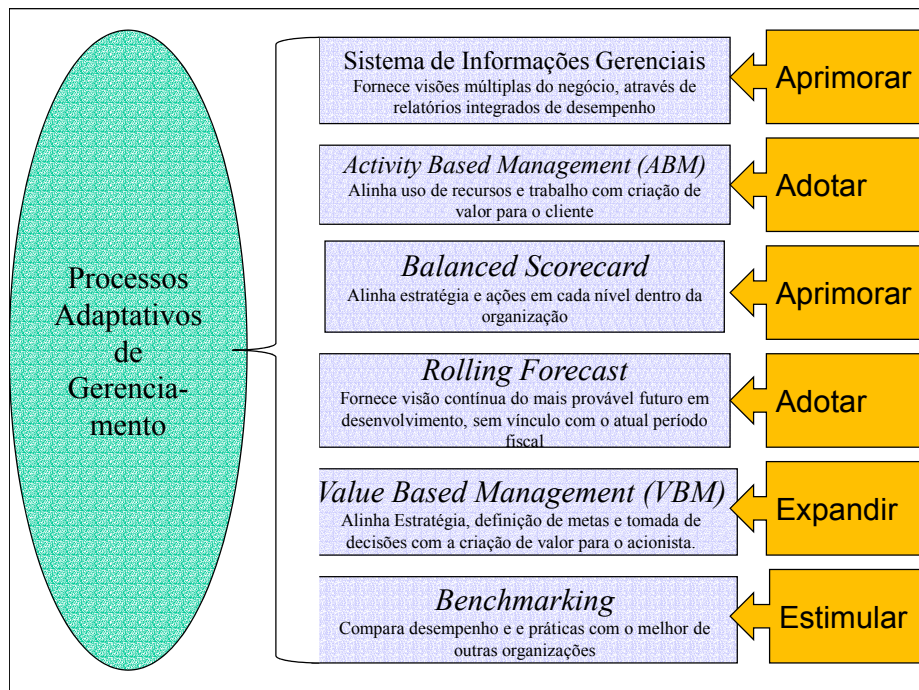 Processos
Adaptativos
de
Gerencia-
mento
Sistema de Informações Gerenciais
Fornece visões múltiplas do negócio, através de
relatórios integrados de desempenho
Aprimorar
Activity Based Management (ABM)
Alinha uso de recursos e trabalho com criação de
valor para o cliente
Adotar
Balanced Scorecard
Alinha estratégia e ações em cada nível dentro da
organização
Aprimorar
Rolling Forecast
Fornece visão contínua do mais provável futuro em
desenvolvimento, sem vínculo com o atual período
fiscal
Adotar
Value Based Management (VBM)
Alinha Estratégia, definição de metas e tomada de
decisões com a criação de valor para o acionista.
Expandir
Benchmarking
Compara desempenho e e práticas com o melhor de
outras organizações
Estimular